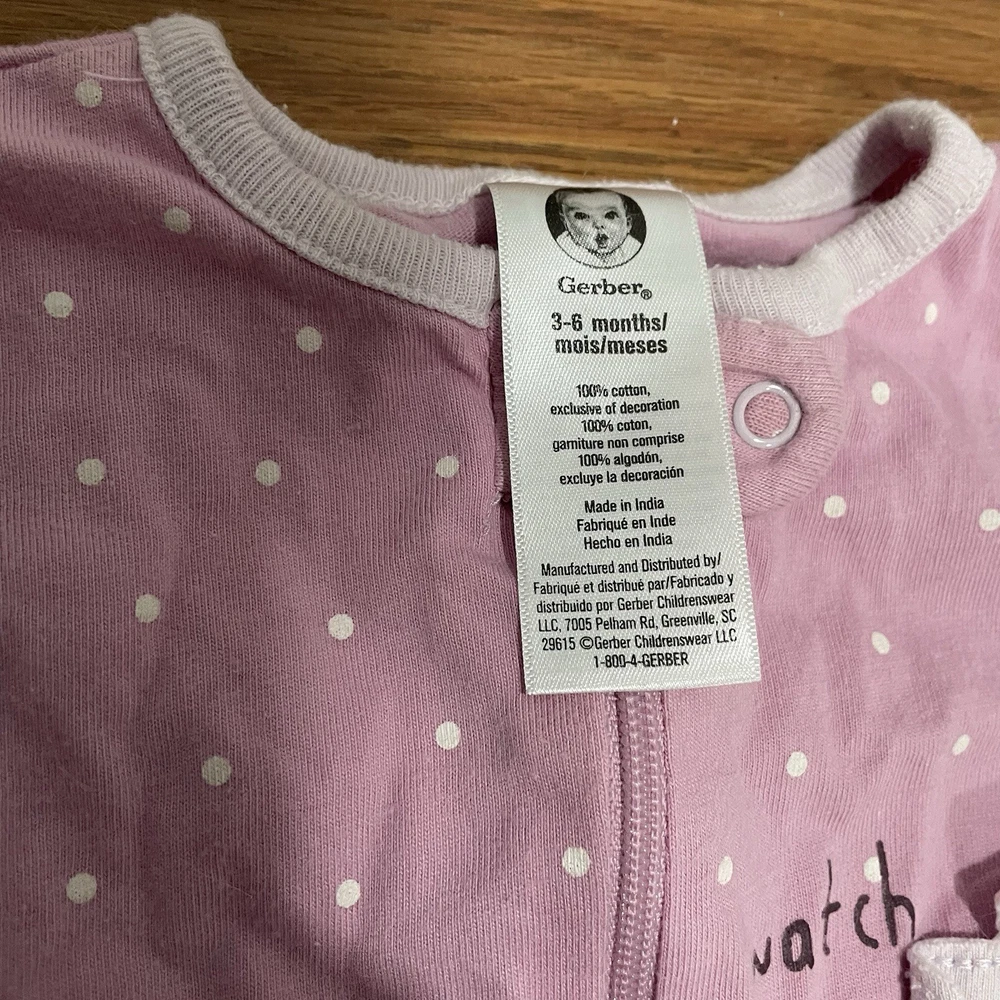 Gerber®
3-6 months/
mois/meses
100% cotton,
exclusive of decoration
100% coton,
garniture non comprise
100% algodón,
excluye la decoración
Made in India
Fabriqué en Inde
Hecho en India
Manufactured and Distributed by/
Fabriqué et distribué par/Fabricado y
distribuido por Gerber Childrenswear
LLC, 7005 Pelham Rd, Greenville, SC
29615 ©Gerber Childrenswear LLC
1-800-4-GERBER
watch